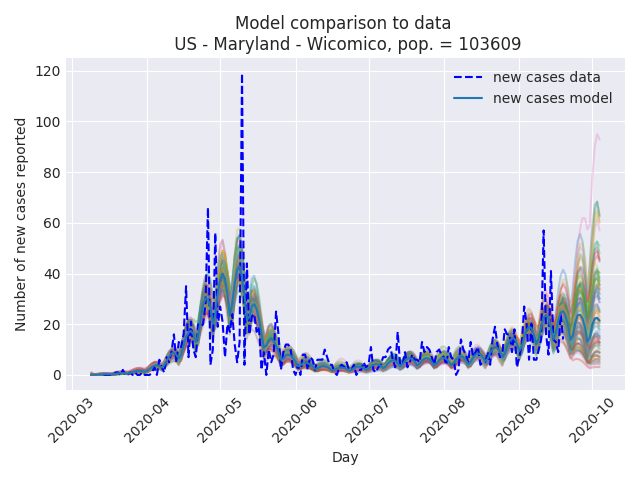 Model comparison to data
US - Maryland - Wicomico, pop. = 103609
new cases data
new cases model
Number of new cases reported
120
100
80
60
40
20
0
2020-03
2020-04
2020-05
2020-06
2020-07
2020-08
2020-09
2020-10
Day